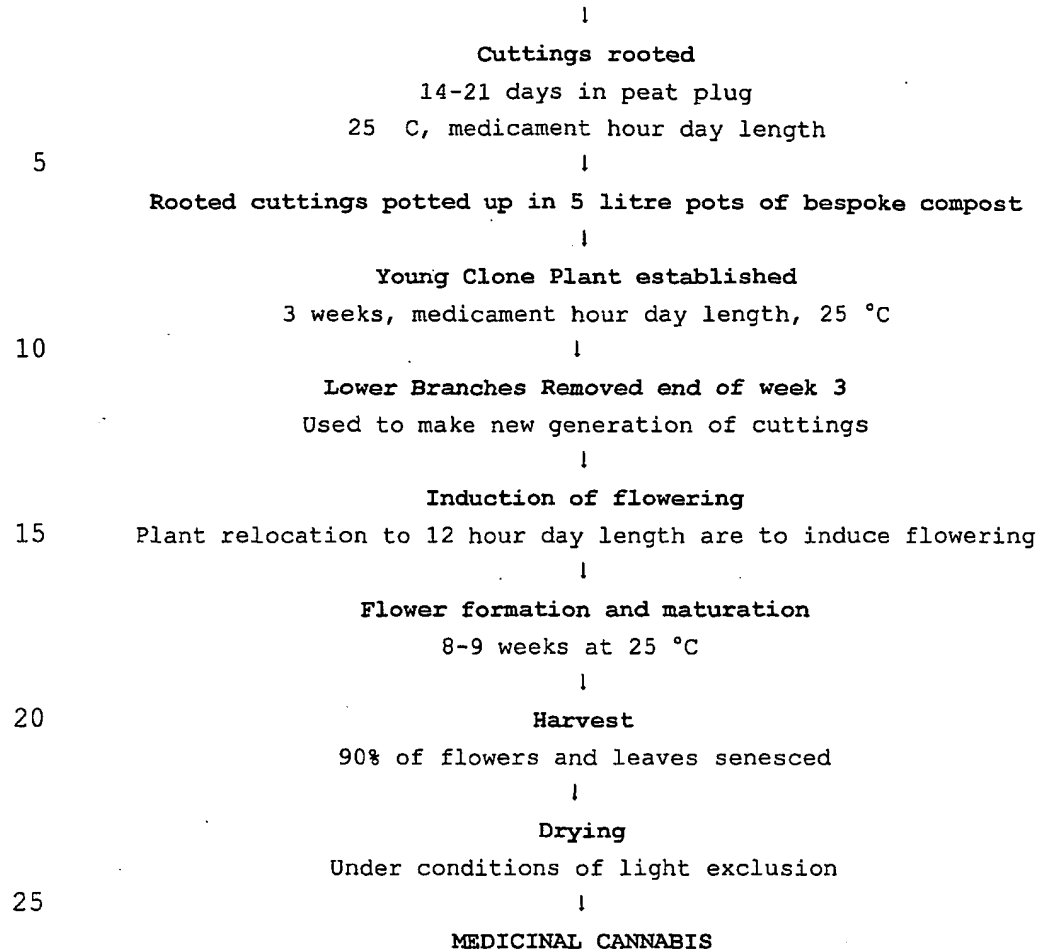 ↓
Cuttings rooted
14-21 days in peat plug
25 C, medicament hour day length
5 ↓
Rooted cuttings potted up in 5 litre pots of bespoke compost
↓
Young Clone Plant established
3 weeks, medicament hour day length, 25 °C
10 ↓
Lower Branches Removed end of week 3
Used to make new generation of cuttings
↓
Induction of flowering
15 Plant relocation to 12 hour day length are to induce flowering
↓
Flower formation and maturation
8-9 weeks at 25 °C
↓
20 Harvest
90% of flowers and leaves senesced
↓
Drying
Under conditions of light exclusion
25 ↓
MEDICINAL CANNABIS